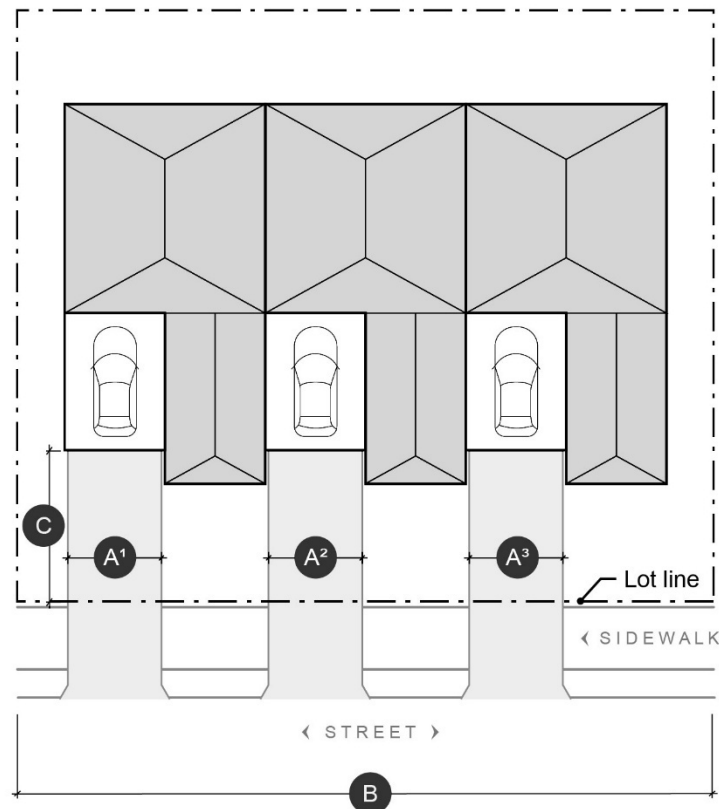 C
A¹
A²
A³
Lot line
< SIDEWALK
< STREET >
B